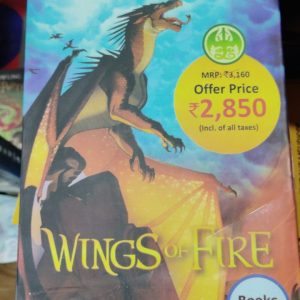 MRP: ₹3,160
Offer Price
₹2,850
(Incl. of all taxes)
WINGS OF FIRE
Books